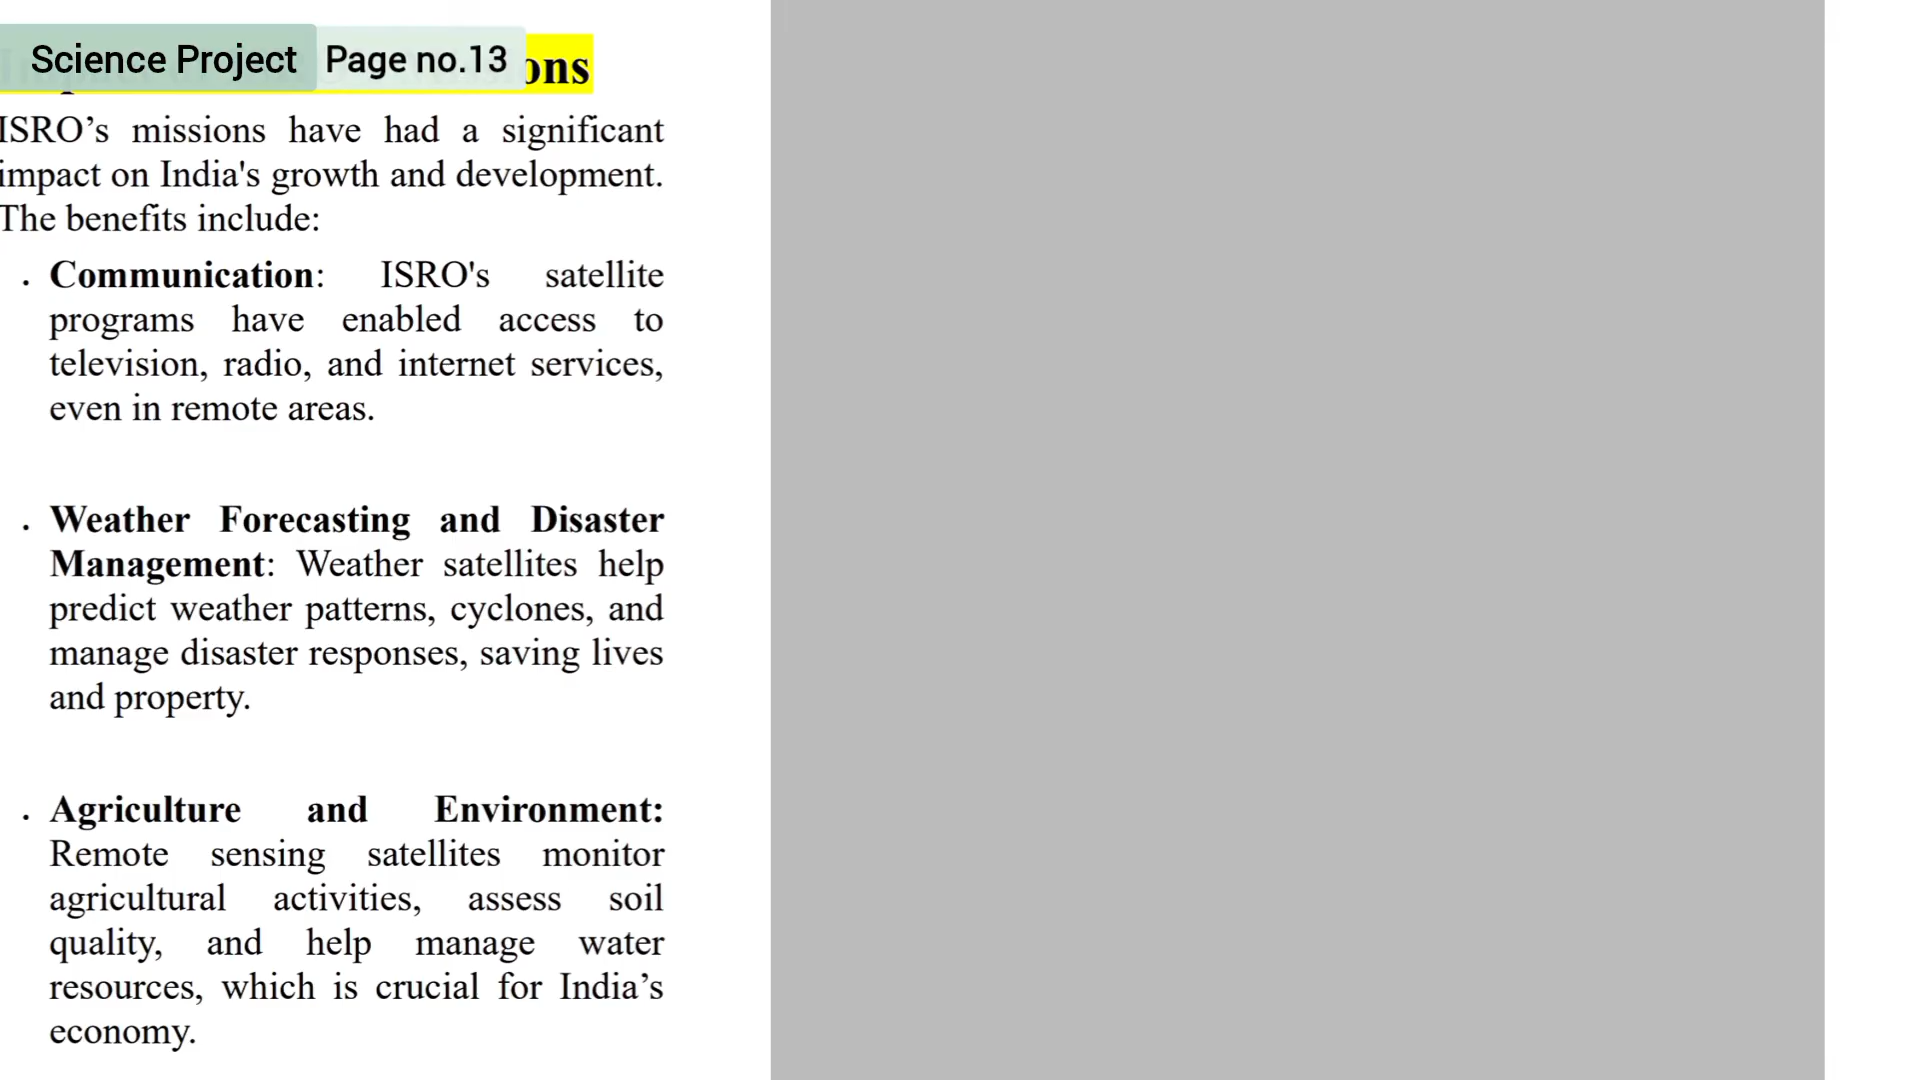 Science Project Page no.13 ons
ISRO’s missions have had a significant
impact on India's growth and development.
The benefits include:
. Communication: ISRO's satellite
programs have enabled access to
television, radio, and internet services,
even in remote areas.
. Weather Forecasting and Disaster
Management: Weather satellites help
predict weather patterns, cyclones, and
manage disaster responses, saving lives
and property.
. Agriculture and Environment:
Remote sensing satellites monitor
agricultural activities, assess soil
quality, and help manage water
resources, which is crucial for India’s
economy.